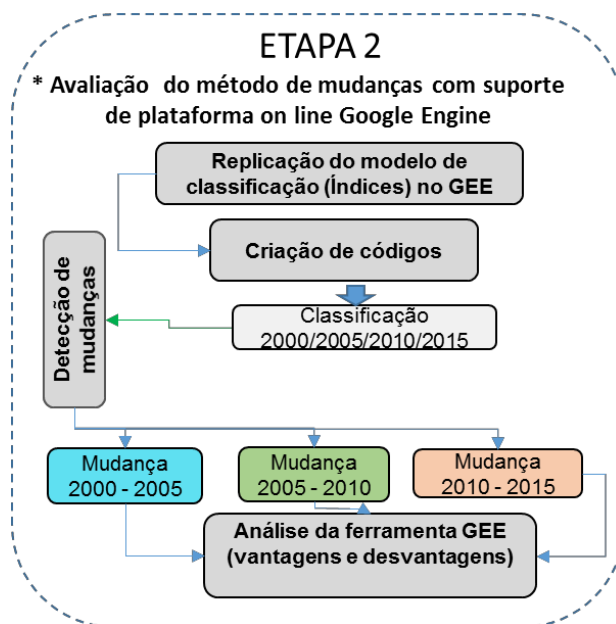 ETAPA 2
* Avaliação do método de mudanças com suporte
de plataforma on line Google Engine
Replicação do modelo de
classificação (Índices) no GEE
Criação de códigos
Detecção de
mudanças
Classificação
2000/2005/2010/2015
Mudança
2000 - 2005
Mudança
2005 - 2010
Mudança
2010 - 2015
Análise da ferramenta GEE
(vantagens e desvantagens)